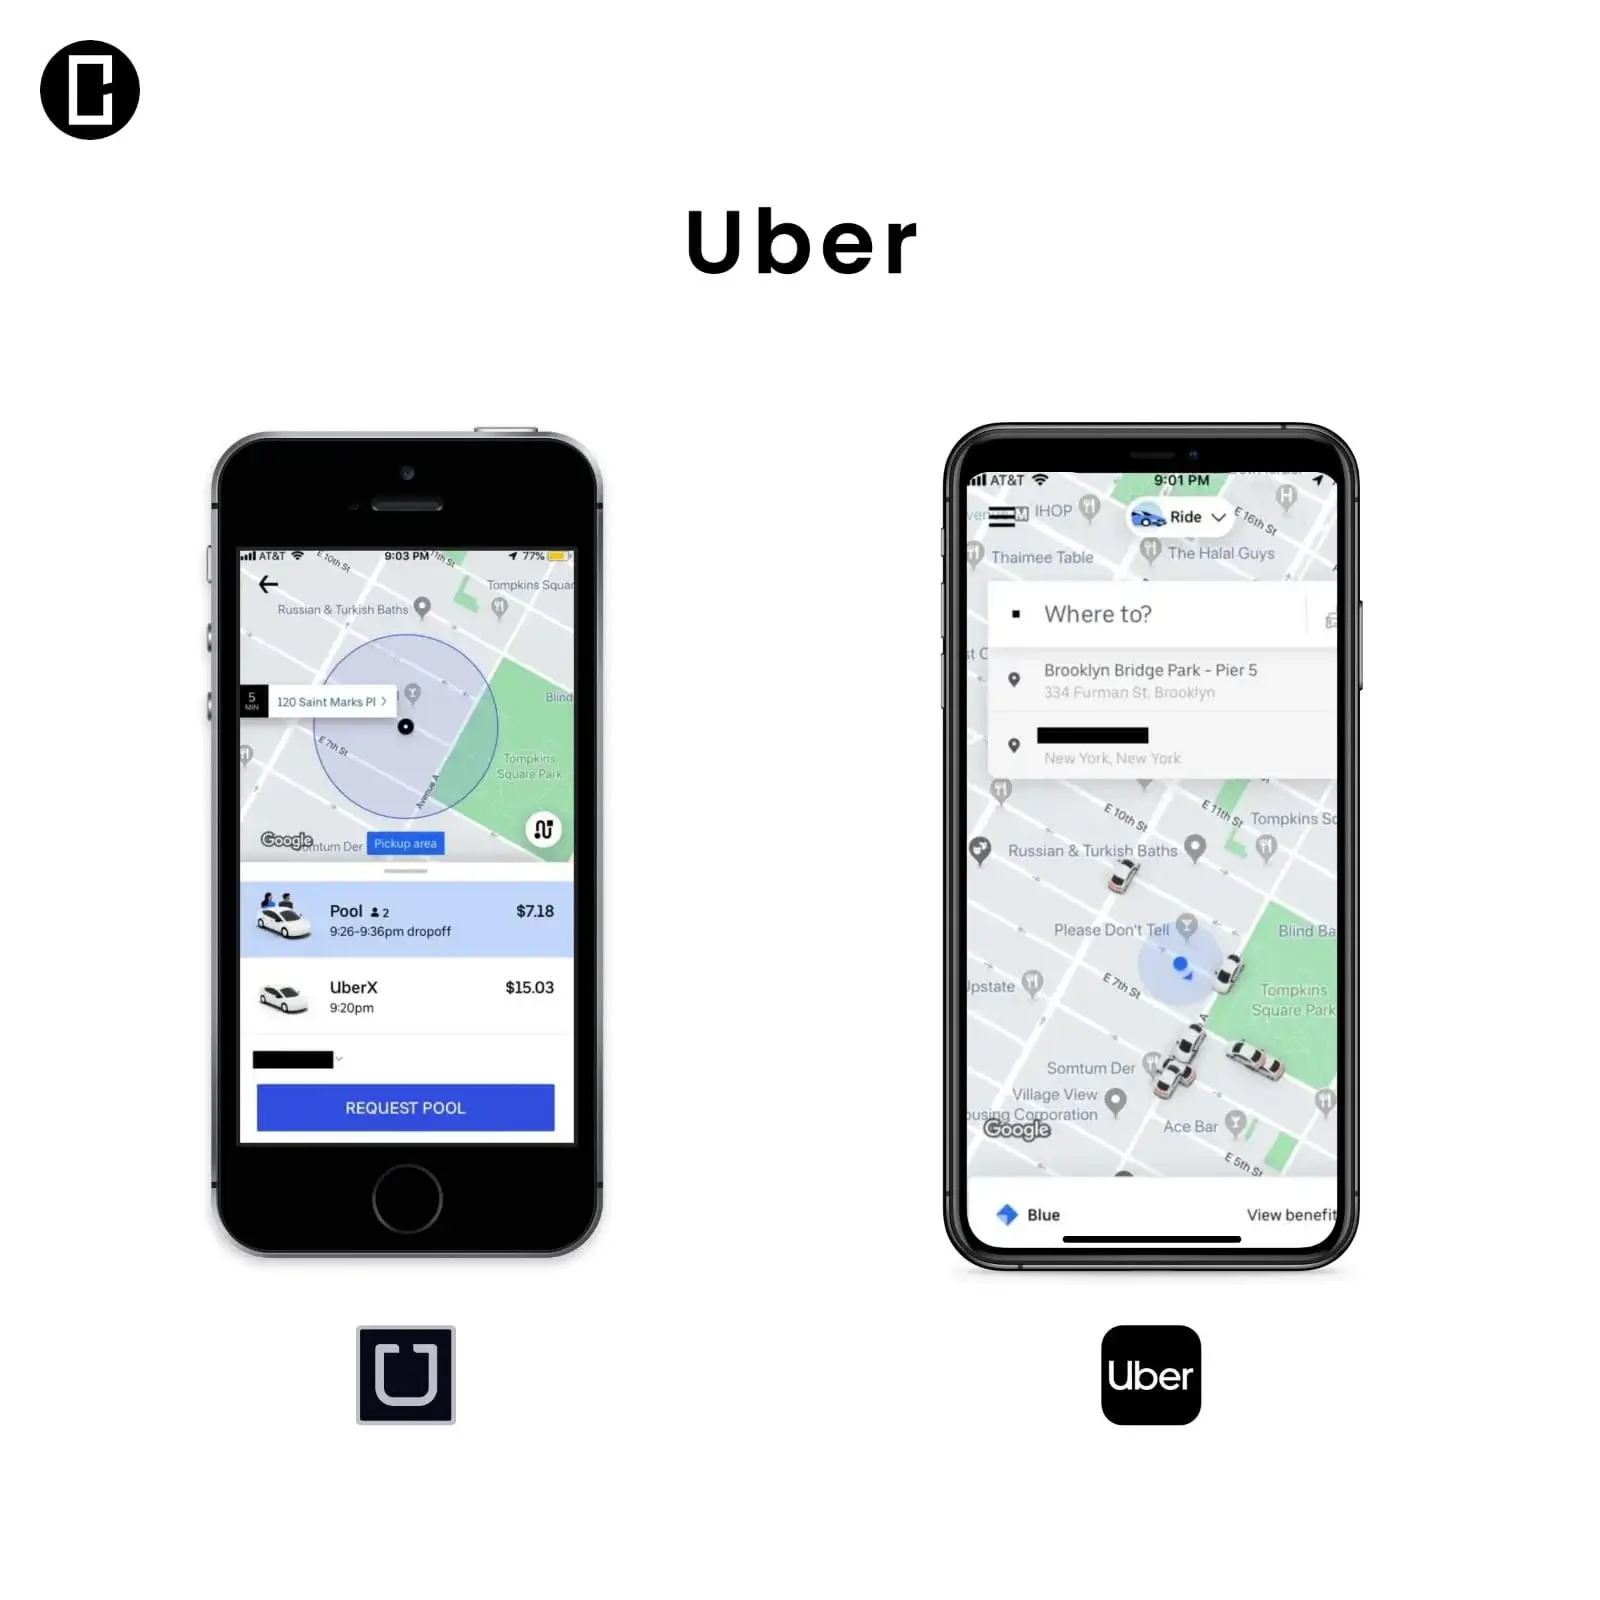 Uber
AT&T
9:03 PM
77%
E 10th St
11th St
Tompkins Squar
Russian & Turkish Baths
5
MIN
120 Saint Marks Pl
Blind
E 7th St
Tompkins
Square Park
Avenue A
Google
omtum Der
Pickup area
Pool 2
$7.18
9:26-9:36pm dropoff
UberX
$15.03
9:20pm
REQUEST POOL
AT&T
9:01 PM
IHOP
Ride
H
E 16th St
Thaimee Table
The Halal Guys
Where to?
st C
Brooklyn Bridge Park - Pier 5
334 Furman St, Brooklyn
New York, New York
E 10th St
E 11th St
Tompkins Sq
Russian & Turkish Baths
Please Don't Tell
Blind Ba
E 7th St
Upstate
Tompkins
Square Park
A
Somtum Der
Village View
ousing Corporation
Google
Ace Bar
E 5th St
Blue
View benefit
Uber